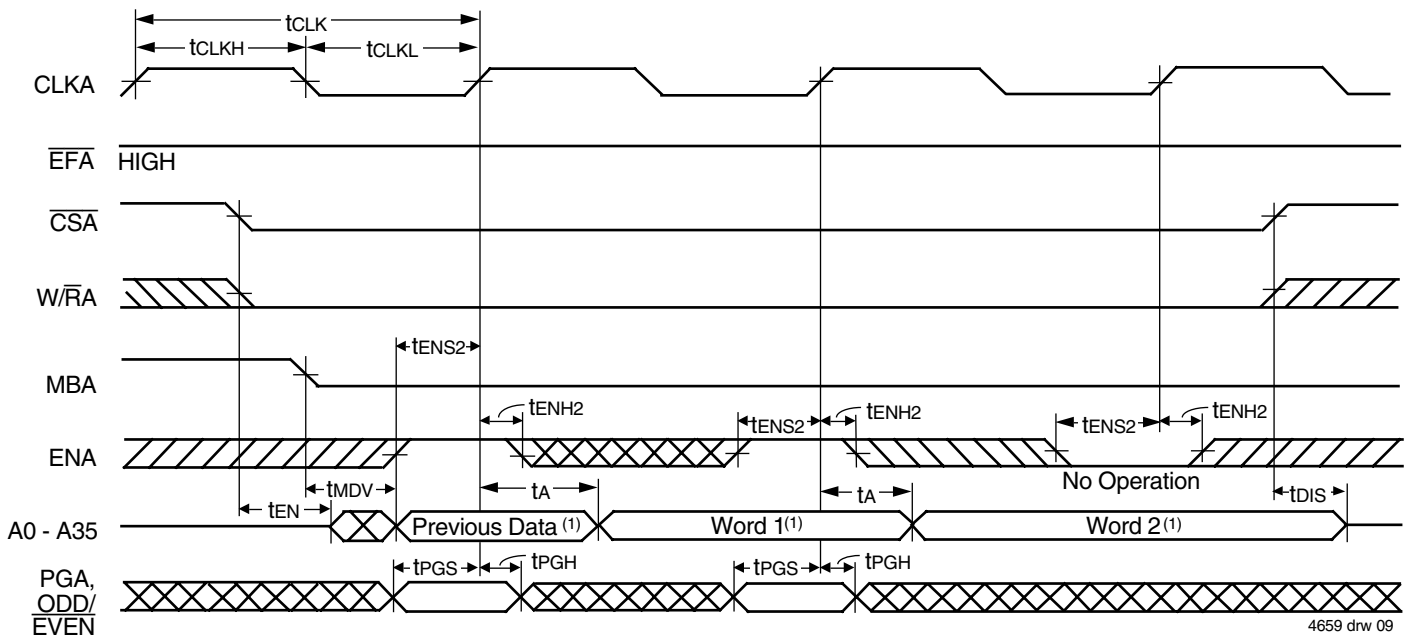 tCLK
tCLKH
tCLKL
CLKA
EFA HIGH
CSA
W/RA
tENS2
MBA
tENH2
tENS2
tENH2
tENS2
tENH2
ENA
No Operation
tMDV
tA
tA
tEN
tDIS
A0 - A35
Previous Data (1)
Word 1(1)
Word 2(1)
PGA,
ODD/
EVEN
tPGS
tPGH
tPGS
tPGH
4659 drw 09